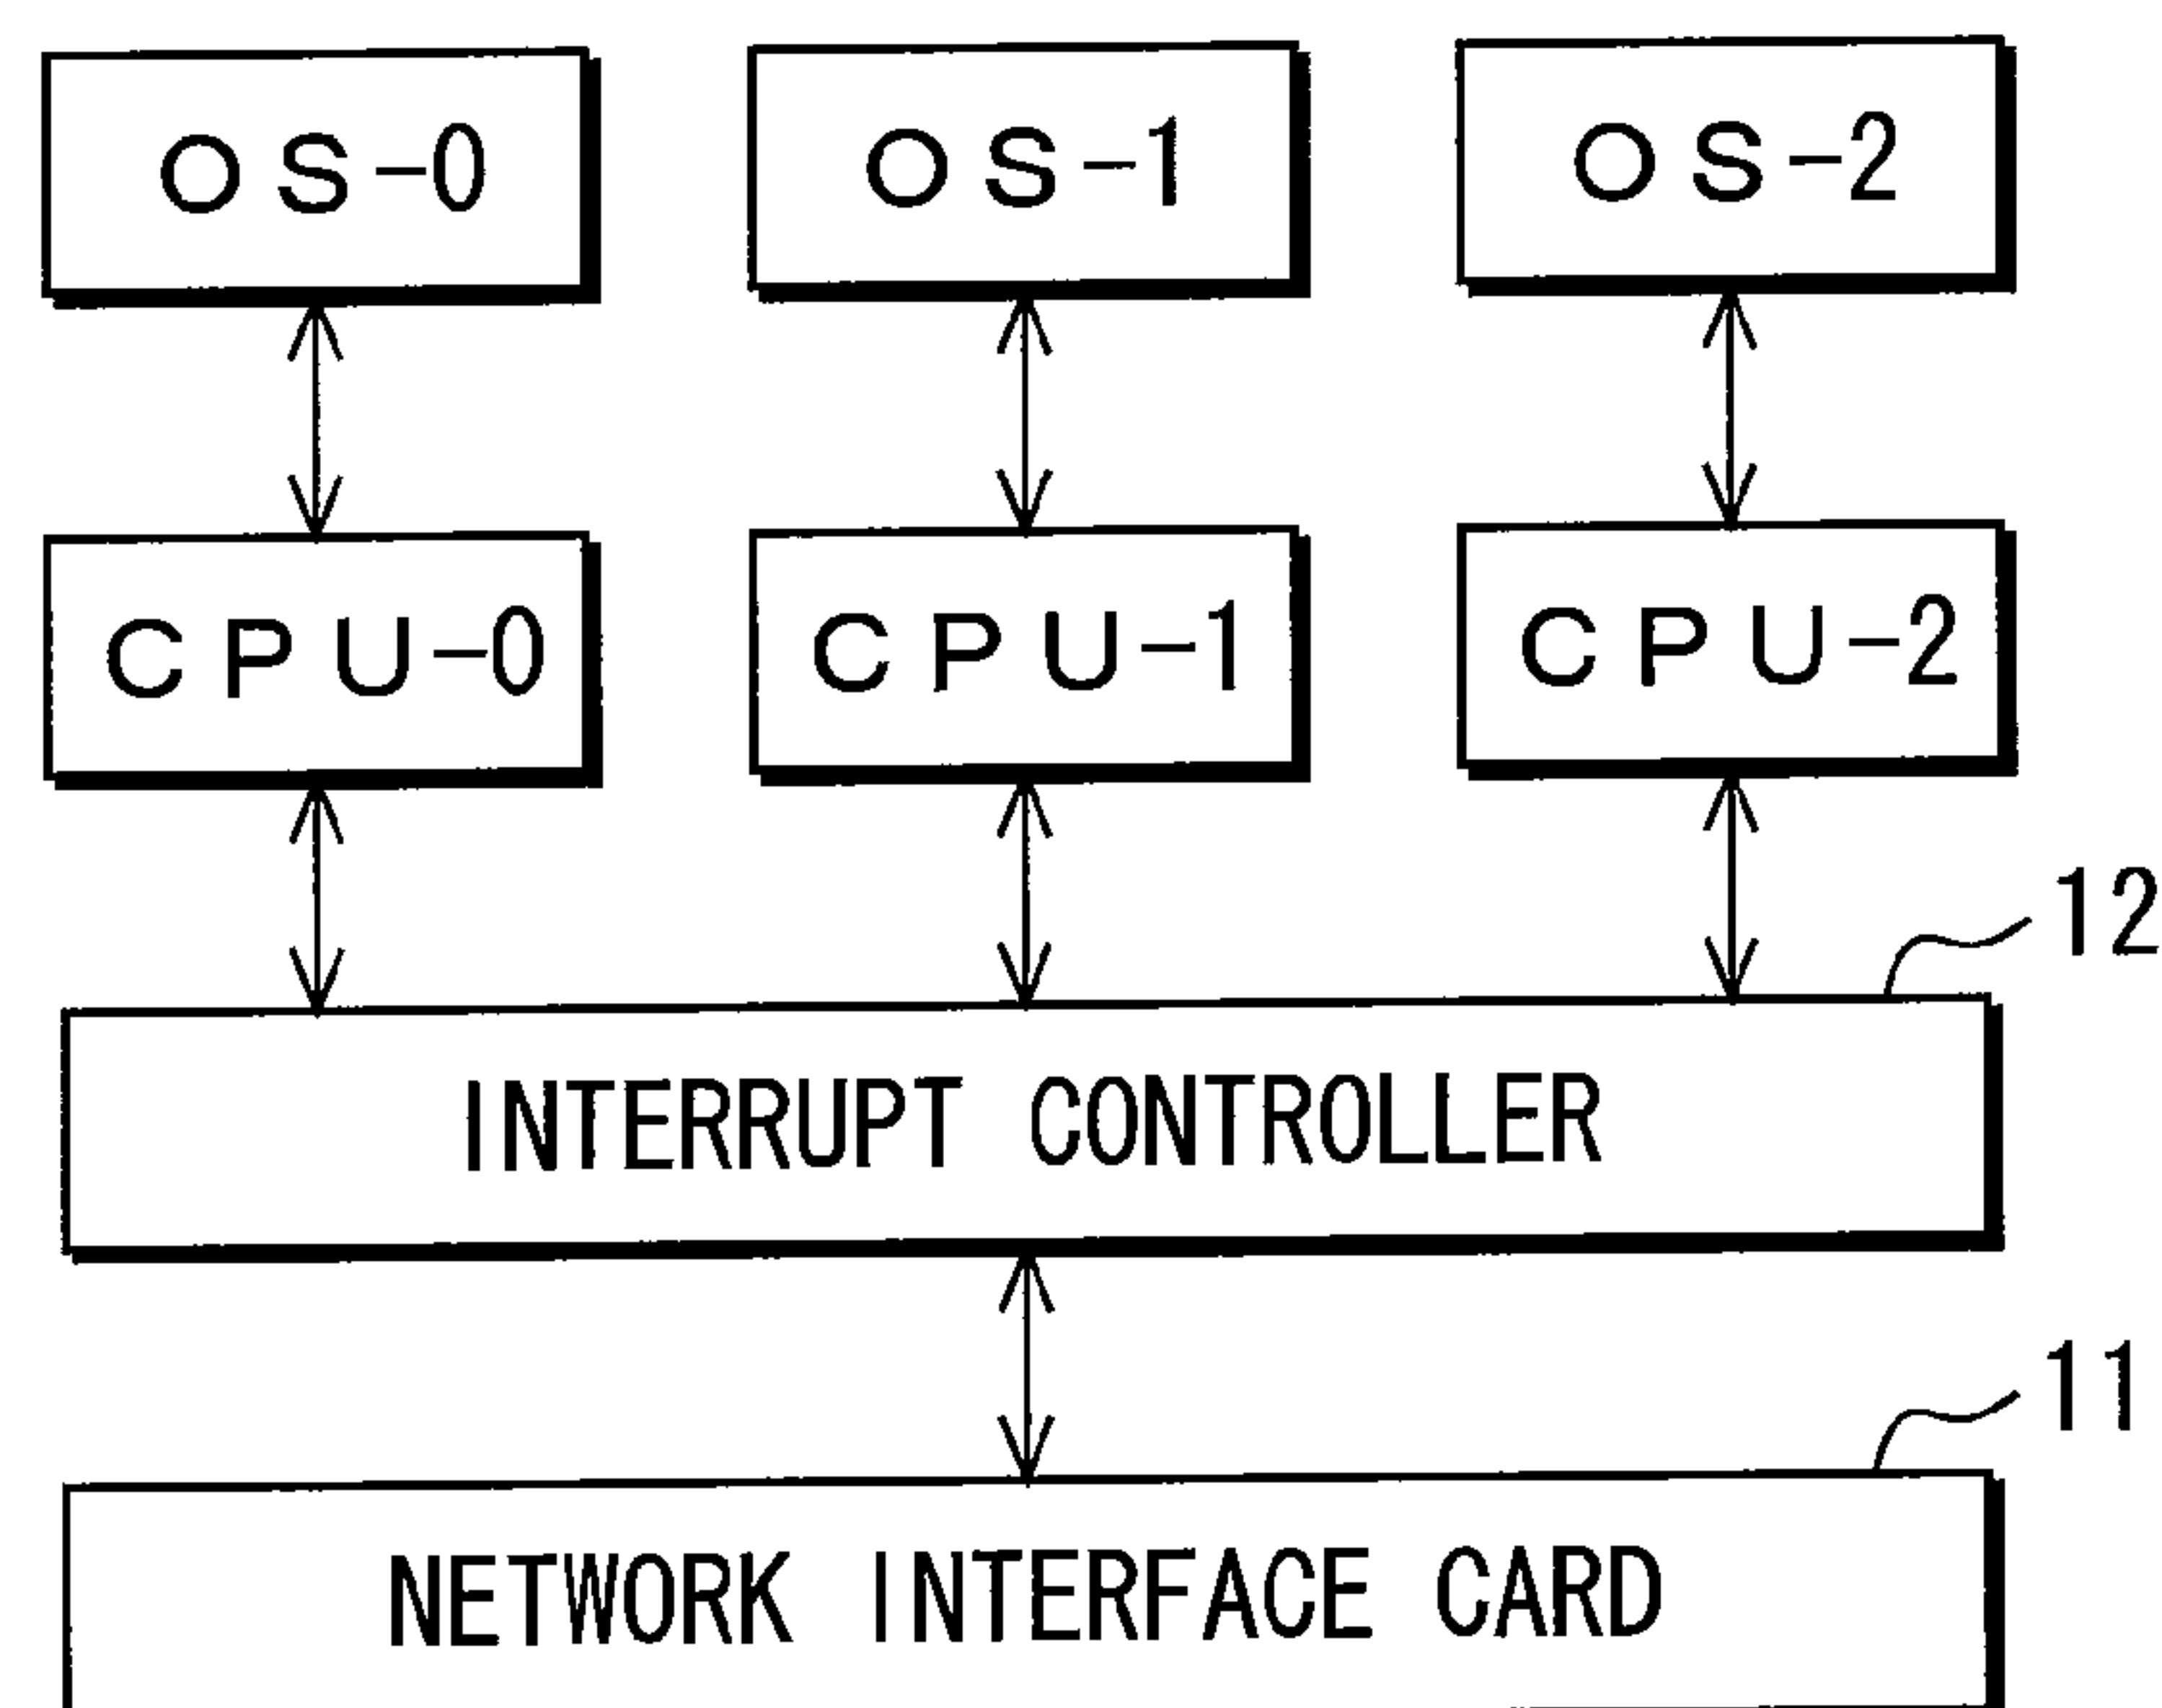 OS-0 OS-1 OS-2
CPU-0 CPU-1 CPU-2
12
INTERRUPT CONTROLLER
11
NETWORK INTERFACE CARD